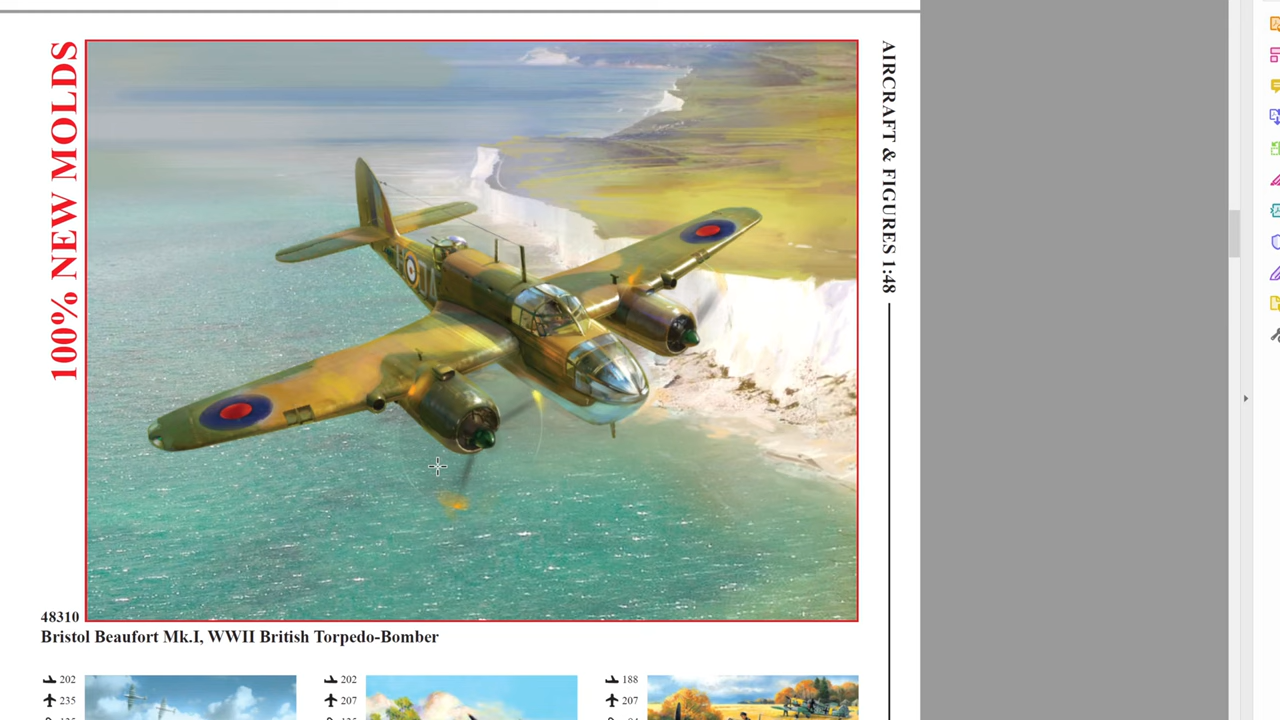 100% NEW MOLDS
AIRCRAFT & FIGURES 1:48
48310
Bristol Beaufort Mk.I, WWII British Torpedo-Bomber
202
235
202
207
188
207